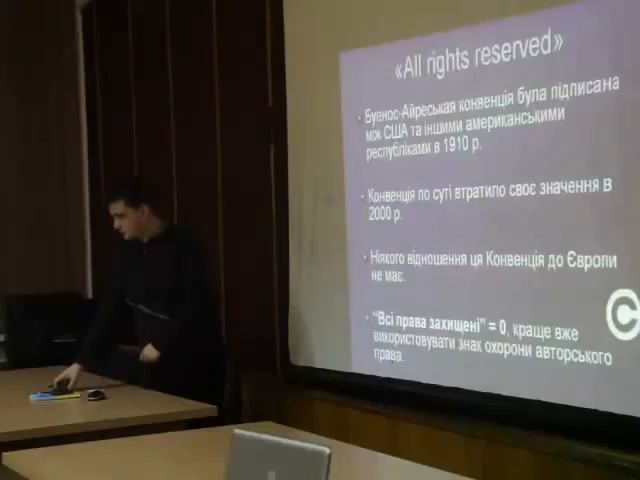 «All rights reserved»
Буенос-Айреськая конвенція була підписана
між США та іншими американськими
республіками в 1910 р.
Конвенція по суті втратило своє значення в
2000 р.
Ніякого відношення ця Конвенція до Європи
не має.
"Всі права захищені" = 0, краще вже
використовувати знак охорони авторського
права.
©